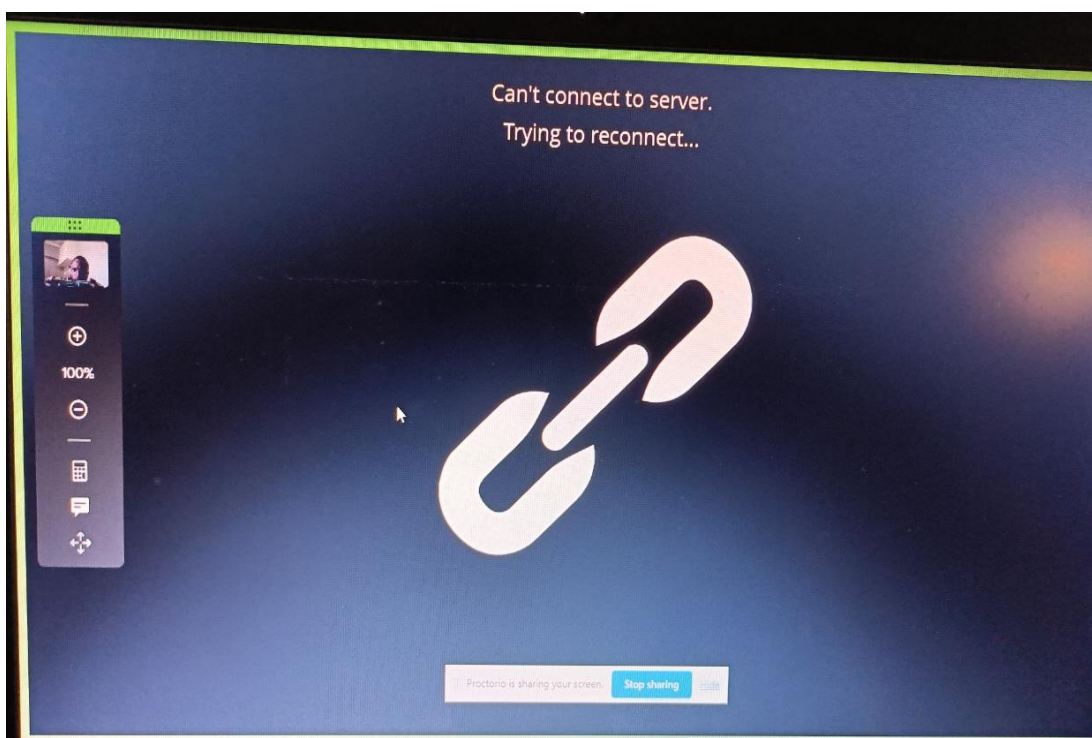 Can't connect to server.
Trying to reconnect...
100%
Proctorio is sharing your screen.
Stop sharing
Hide